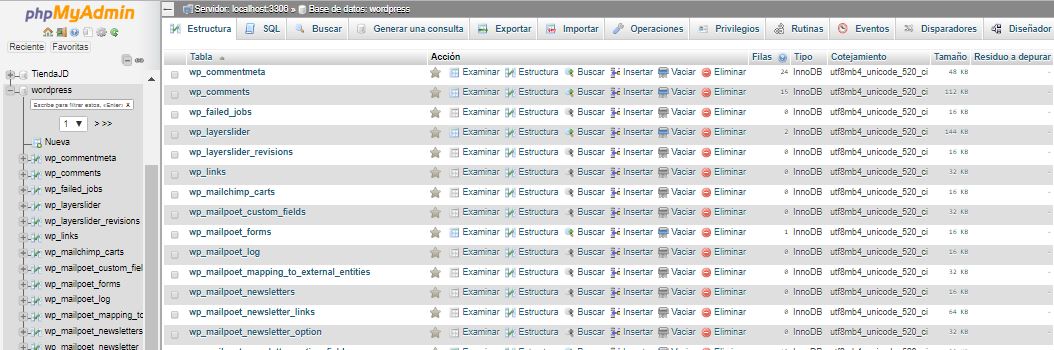 phpMyAdmin
Reciente Favoritas
TiendaJD
wordpress
Escribe para filtrar estos, <Enter> X
1 > >>
Nueva
wp_commentmeta
wp_comments
wp_failed_jobs
wp_layerslider
wp_layerslider_revisions
wp_links
wp_mailchimp_carts
wp_mailpoet_custom_fiel
wp_mailpoet_forms
wp_mailpoet_log
wp_mailpoet_mapping_to
wp_mailpoet_newsletters
wp_mailpoet_newsletter
Servidor: localhost:3306 » Base de datos: wordpress
Estructura SQL Buscar Generar una consulta Exportar Importar Operaciones Privilegios Rutinas Eventos Disparadores Diseñador
Tabla Acción Filas Tipo Cotejamiento Tamaño Residuo a depurar
wp_commentmeta Examinar Estructura Buscar Insertar Vaciar Eliminar 24 InnoDB utf8mb4_unicode_520_ci 48 KB -
wp_comments Examinar Estructura Buscar Insertar Vaciar Eliminar 15 InnoDB utf8mb4_unicode_520_ci 112 KB -
wp_failed_jobs Examinar Estructura Buscar Insertar Vaciar Eliminar 0 InnoDB utf8mb4_unicode_520_ci 16 KB -
wp_layerslider Examinar Estructura Buscar Insertar Vaciar Eliminar 2 InnoDB utf8mb4_unicode_520_ci 144 KB -
wp_layerslider_revisions Examinar Estructura Buscar Insertar Vaciar Eliminar 0 InnoDB utf8mb4_unicode_520_ci 16 KB -
wp_links Examinar Estructura Buscar Insertar Vaciar Eliminar 0 InnoDB utf8mb4_unicode_520_ci 32 KB -
wp_mailchimp_carts Examinar Estructura Buscar Insertar Vaciar Eliminar 0 InnoDB utf8mb4_unicode_520_ci 16 KB -
wp_mailpoet_custom_fields Examinar Estructura Buscar Insertar Vaciar Eliminar 0 InnoDB utf8mb4_unicode_520_ci 32 KB -
wp_mailpoet_forms Examinar Estructura Buscar Insertar Vaciar Eliminar 1 InnoDB utf8mb4_unicode_520_ci 16 KB -
wp_mailpoet_log Examinar Estructura Buscar Insertar Vaciar Eliminar 0 InnoDB utf8mb4_unicode_520_ci 16 KB -
wp_mailpoet_mapping_to_external_entities Examinar Estructura Buscar Insertar Vaciar Eliminar 0 InnoDB utf8mb4_unicode_520_ci 32 KB -
wp_mailpoet_newsletters Examinar Estructura Buscar Insertar Vaciar Eliminar 0 InnoDB utf8mb4_unicode_520_ci 16 KB -
wp_mailpoet_newsletter_links Examinar Estructura Buscar Insertar Vaciar Eliminar 0 InnoDB utf8mb4_unicode_520_ci 64 KB -
wp_mailpoet_newsletter_option Examinar Estructura Buscar Insertar Vaciar Eliminar 0 InnoDB utf8mb4_unicode_520_ci 32 KB -